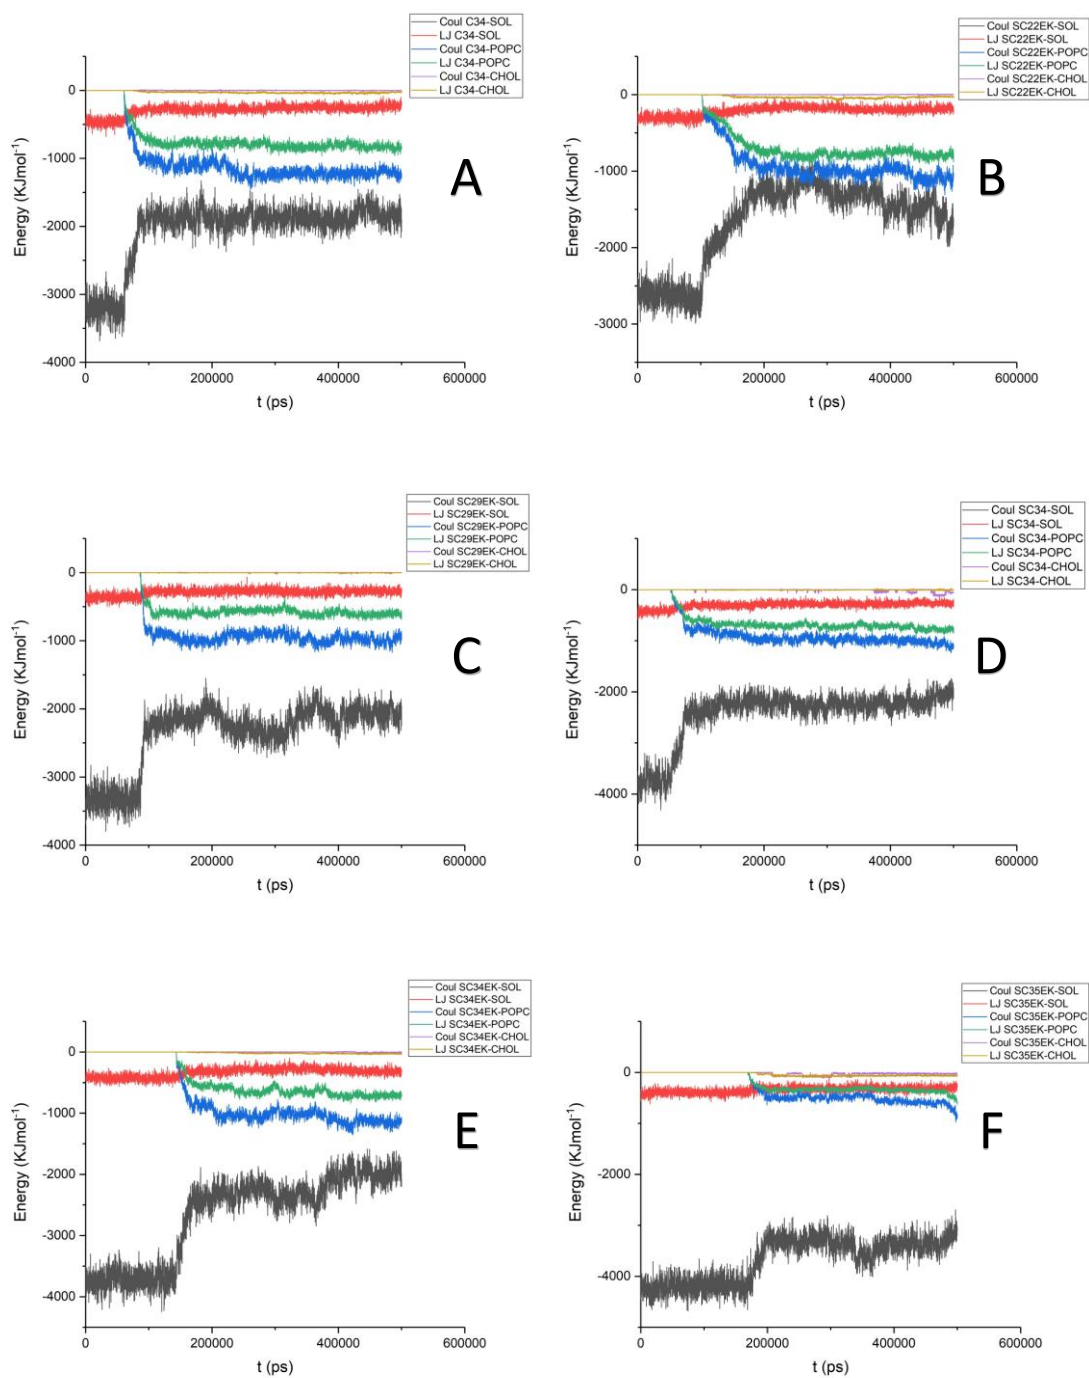 Coul C34-SOL
LJ C34-SOL
Coul C34-POPC
LJ C34-POPC
Coul C34-CHOL
LJ C34-CHOL
0
-1000
-2000
-3000
-4000
Energy (KJmol⁻¹)
A
0
200000
400000
600000
t (ps)
Coul SC22EK-SOL
LJ SC22EK-SOL
Coul SC22EK-POPC
LJ SC22EK-POPC
Coul SC22EK-CHOL
LJ SC22EK-CHOL
0
-1000
-2000
-3000
Energy (KJmol⁻¹)
B
0
200000
400000
600000
t (ps)
Coul SC29EK-SOL
LJ SC29EK-SOL
Coul SC29EK-POPC
LJ SC29EK-POPC
Coul SC29EK-CHOL
LJ SC29EK-CHOL
0
-1000
-2000
-3000
-4000
Energy (KJmol⁻¹)
C
0
200000
400000
600000
t (ps)
Coul SC34-SOL
LJ SC34-SOL
Coul SC34-POPC
LJ SC34-POPC
Coul SC34-CHOL
LJ SC34-CHOL
0
-2000
-4000
Energy (KJmol⁻¹)
D
0
200000
400000
600000
t (ps)
Coul SC34EK-SOL
LJ SC34EK-SOL
Coul SC34EK-POPC
LJ SC34EK-POPC
Coul SC34EK-CHOL
LJ SC34EK-CHOL
0
-1000
-2000
-3000
-4000
Energy (KJmol⁻¹)
E
0
200000
400000
600000
t (ps)
Coul SC35EK-SOL
LJ SC35EK-SOL
Coul SC35EK-POPC
LJ SC35EK-POPC
Coul SC35EK-CHOL
LJ SC35EK-CHOL
0
-2000
-4000
Energy (KJmol⁻¹)
F
0
200000
400000
600000
t (ps)